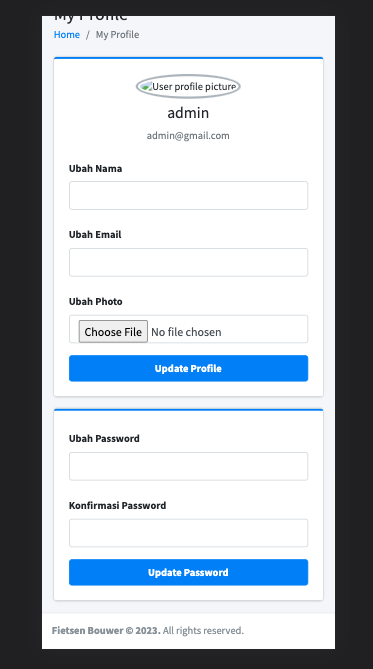 My Profile
Home / My Profile
User profile picture
admin
admin@gmail.com
Ubah Nama
Ubah Email
Ubah Photo
Choose File No file chosen
Update Profile
Ubah Password
Konfirmasi Password
Update Password
Fietsen Bouwer © 2023. All rights reserved.